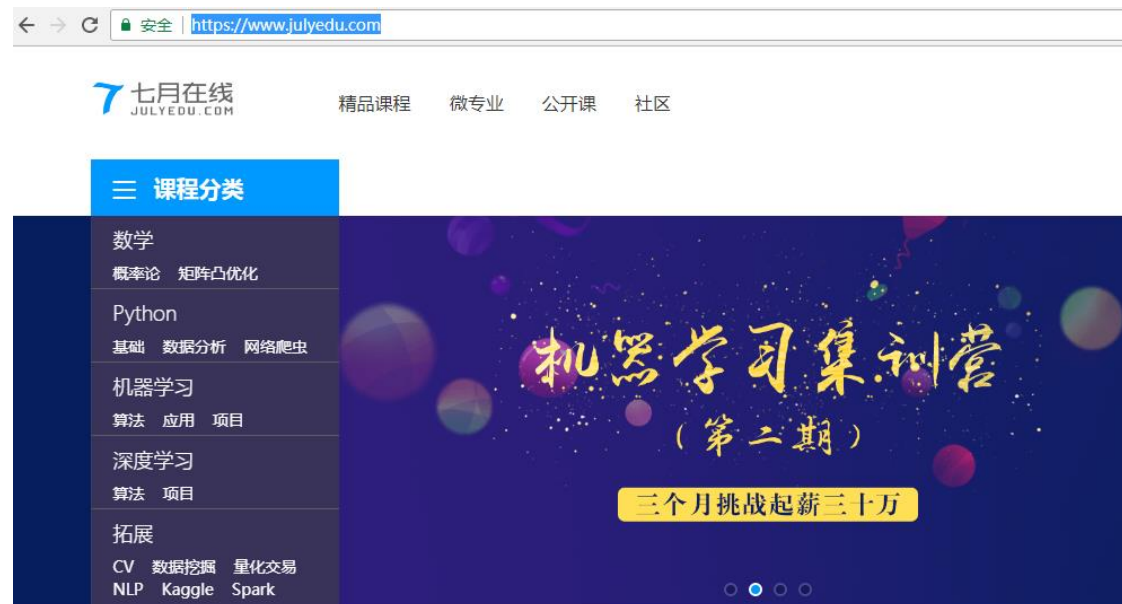 安全 | https://www.julyedu.com
七月在线
JULYEDU.COM
精品课程 微专业 公开课 社区
课程分类
数学
概率论 矩阵凸优化
Python
基础 数据分析 网络爬虫
机器学习
算法 应用 项目
深度学习
算法 项目
拓展
CV 数据挖掘 量化交易
NLP Kaggle Spark
机器学习集训营
(第二期)
三个月挑战起薪三十万